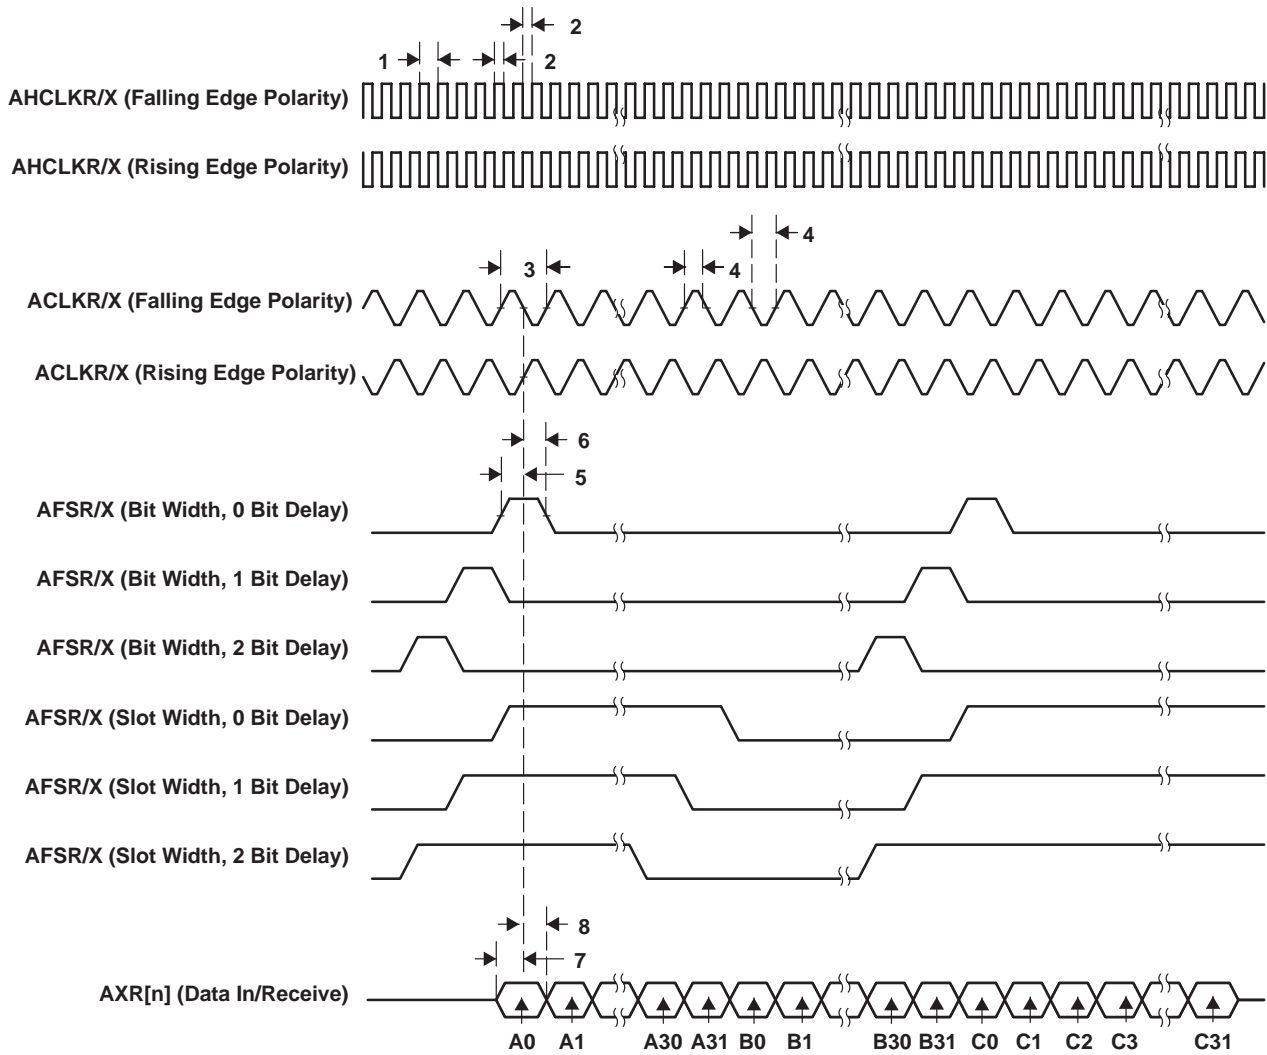 2
1
2
AHCLKR/X (Falling Edge Polarity)
AHCLKR/X (Rising Edge Polarity)
4
3
4
ACLKR/X (Falling Edge Polarity)
ACLKR/X (Rising Edge Polarity)
6
5
AFSR/X (Bit Width, 0 Bit Delay)
AFSR/X (Bit Width, 1 Bit Delay)
AFSR/X (Bit Width, 2 Bit Delay)
AFSR/X (Slot Width, 0 Bit Delay)
AFSR/X (Slot Width, 1 Bit Delay)
AFSR/X (Slot Width, 2 Bit Delay)
8
7
AXR[n] (Data In/Receive)
A0 A1 A30 A31 B0 B1 B30 B31 C0 C1 C2 C3 C31